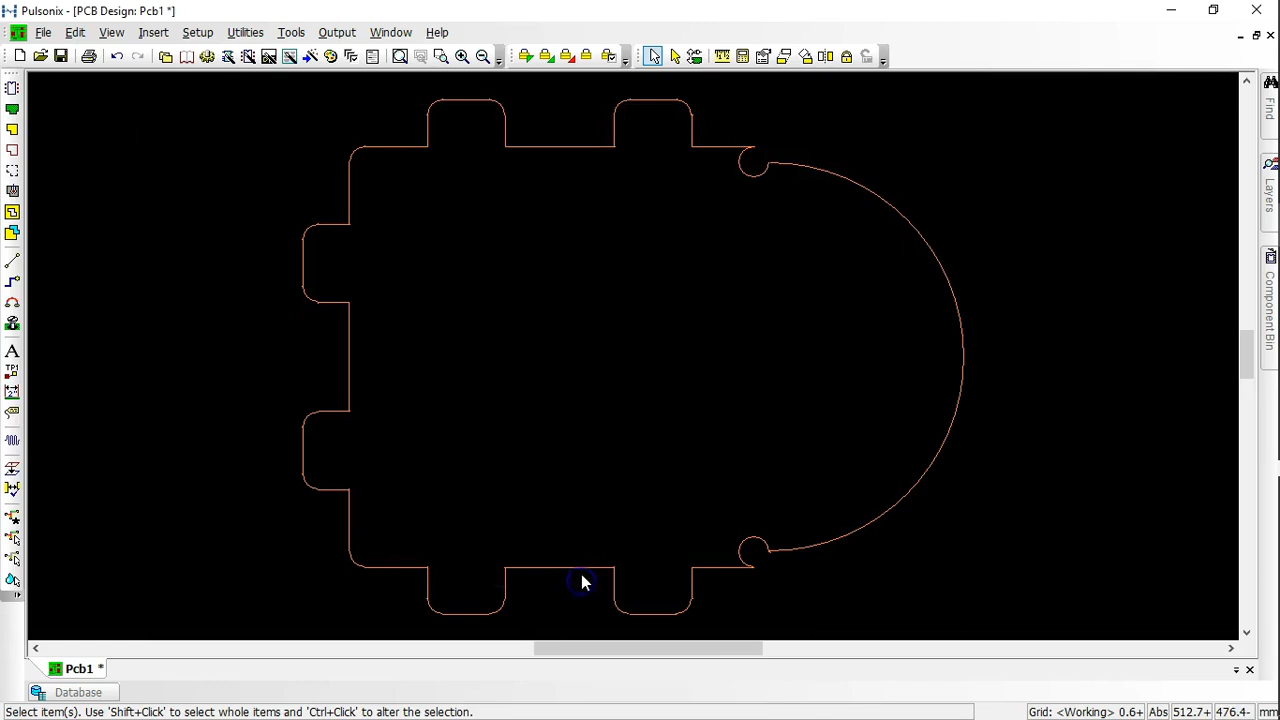 Pulsonix - [PCB Design: Pcb1 *]
File Edit View Insert Setup Utilities Tools Output Window Help
A
TP1
2"
Find
Layers
Component Bin
Pcb1 *
Database
Select item(s). Use 'Shift+Click' to select whole items and 'Ctrl+Click' to alter the selection.
Grid: <Working> 0.6+ Abs 512.7+ 476.4- mm